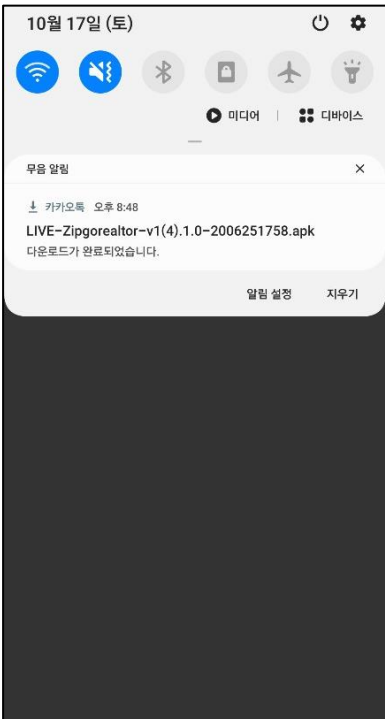 10월 17일 (토)
미디어 | 디바이스
무음 알림
카카오톡 오후 8:48
LIVE-Zipgorealtor-v1(4).1.0-2006251758.apk
다운로드가 완료되었습니다.
알림 설정 지우기